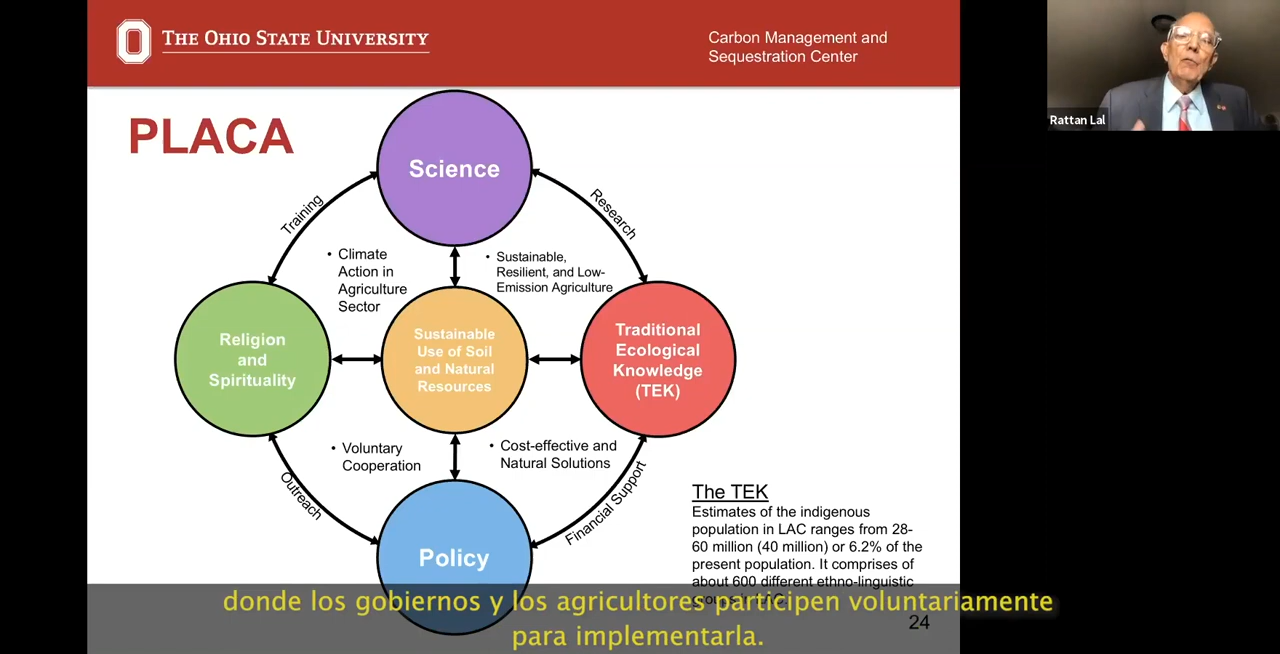 THE OHIO STATE UNIVERSITY
Carbon Management and
Sequestration Center
Rattan Lal
PLACA
Science
Training
Research
• Climate
Action in
Agriculture
Sector
• Sustainable,
Resilient, and Low-
Emission Agriculture
Religion
and
Spirituality
Sustainable
Use of Soil
and Natural
Resources
Traditional
Ecological
Knowledge
(TEK)
• Voluntary
Cooperation
• Cost-effective and
Natural Solutions
Outreach
Financial Support
Policy
The TEK
Estimates of the indigenous
population in LAC ranges from 28-
60 million (40 million) or 6.2% of the
present population. It comprises of
about 600 different ethno-linguistic
donde los gobiernos y los agricultores participen voluntariamente
para implementarla.
24